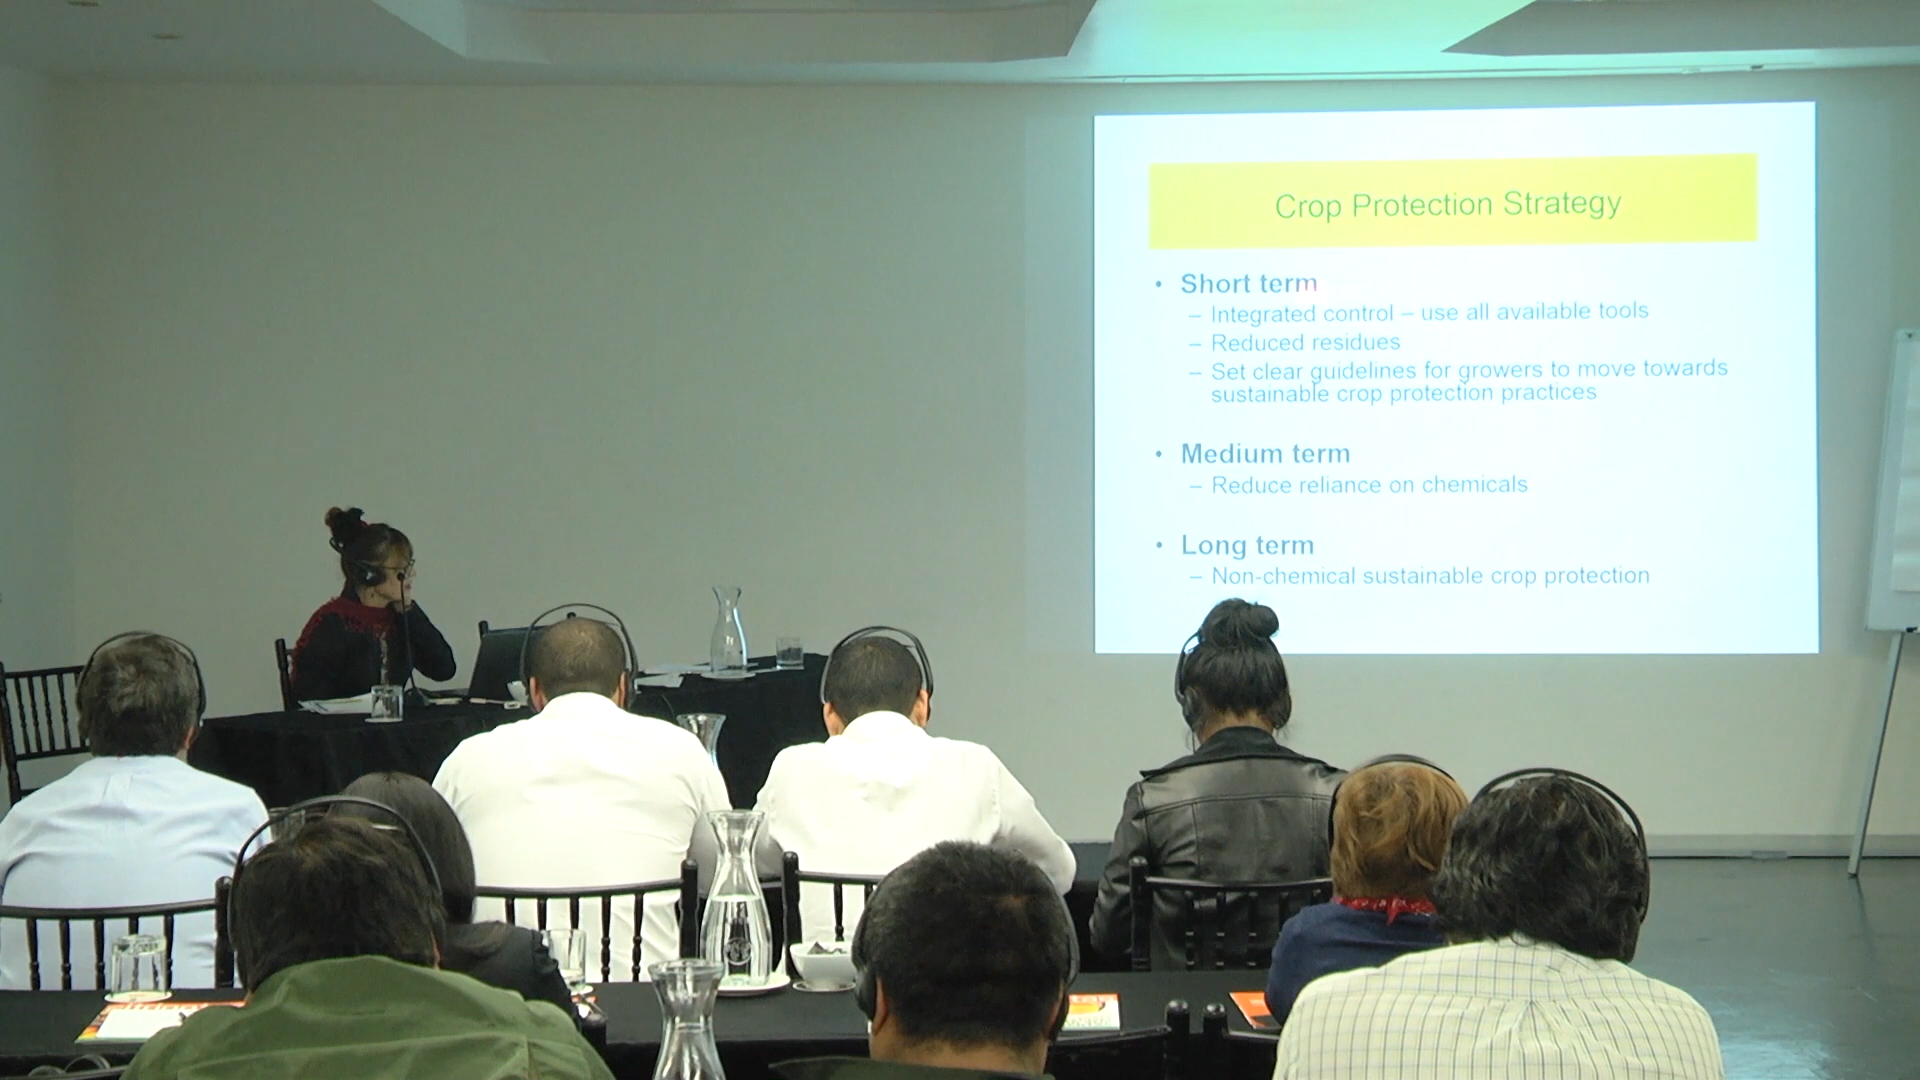 Crop Protection Strategy
• Short term
– Integrated control – use all available tools
– Reduced residues
– Set clear guidelines for growers to move towards
sustainable crop protection practices
• Medium term
– Reduce reliance on chemicals
• Long term
– Non-chemical sustainable crop protection